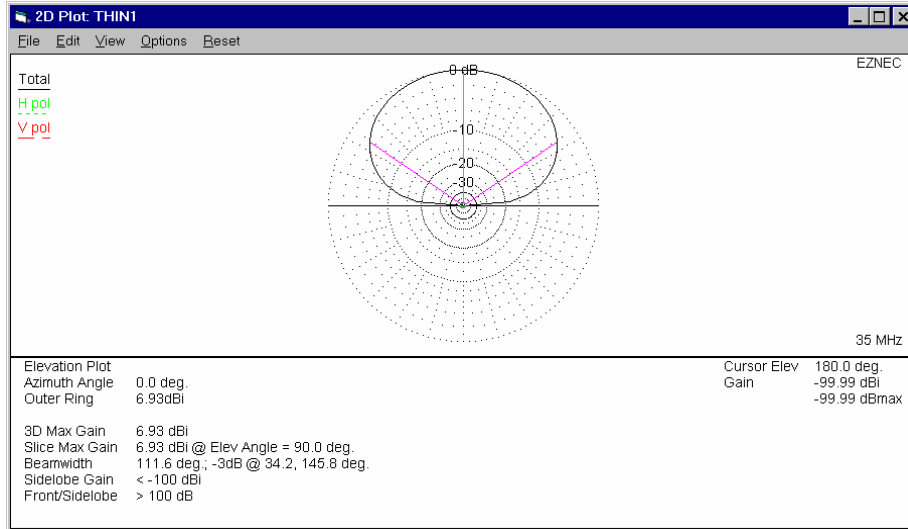 2D Plot: THIN1
File Edit View Options Reset
EZNEC
Total
H pol
V pol
0 dB
-10
-20
-30
35 MHz
Elevation Plot
Azimuth Angle 0.0 deg.
Outer Ring 6.93dBi
Cursor Elev 180.0 deg.
Gain -99.99 dBi
-99.99 dBmax
3D Max Gain 6.93 dBi
Slice Max Gain 6.93 dBi @ Elev Angle = 90.0 deg.
Beamwidth 111.6 deg.; -3dB @ 34.2, 145.8 deg.
Sidelobe Gain < -100 dBi
Front/Sidelobe > 100 dB